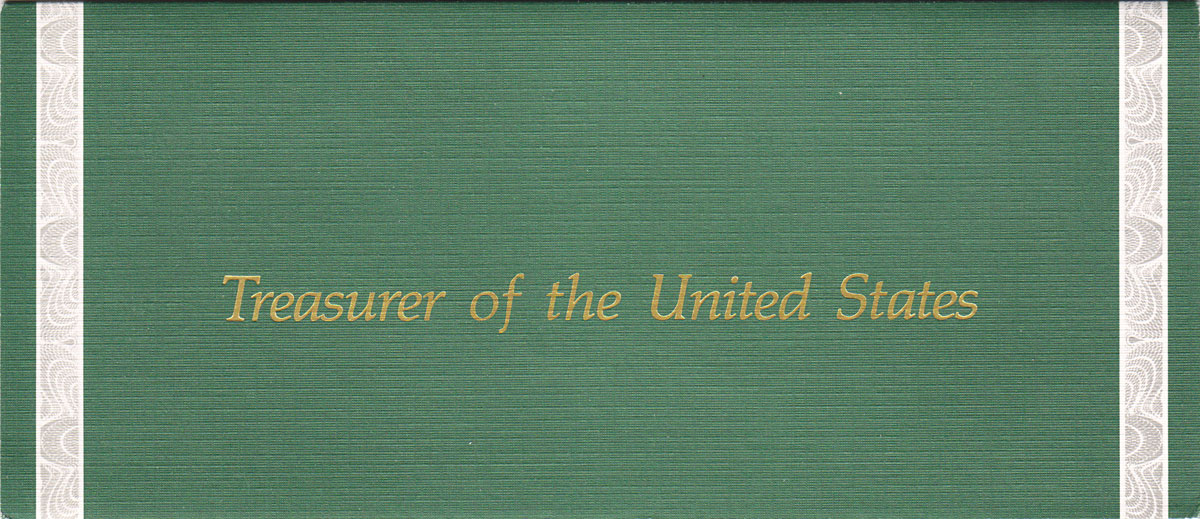 Treasurer of the United States